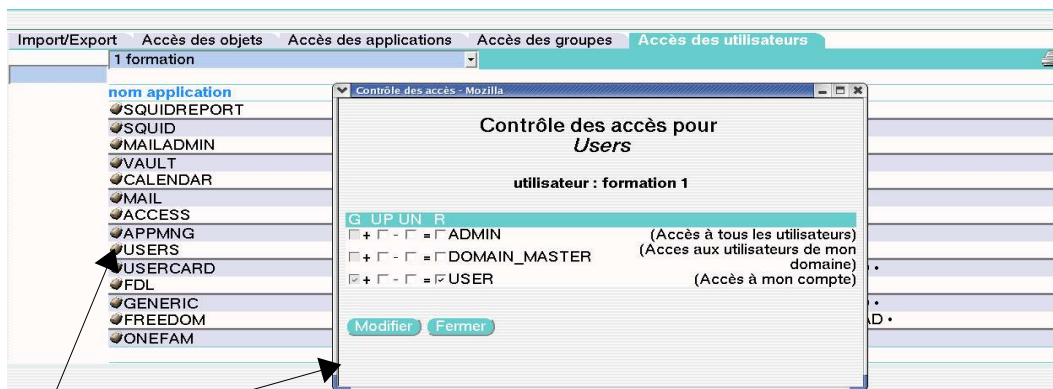 Import/Export Accès des objets Accès des applications Accès des groupes Accès des utilisateurs
1 formation
nom application
SQUIDREPORT
SQUID
MAILADMIN
VAULT
CALENDAR
MAIL
ACCESS
APPMNG
USERS
USERCARD
FDL
GENERIC
FREEDOM
ONEFAM
AD •
Contrôle des accès - Mozilla
Contrôle des accès pour
Users
utilisateur : formation 1
G UP UN R
+ - = ADMIN (Accès à tous les utilisateurs)
+ - = DOMAIN_MASTER (Acces aux utilisateurs de mon domaine)
+ - = USER (Accès à mon compte)
Modifier Fermer